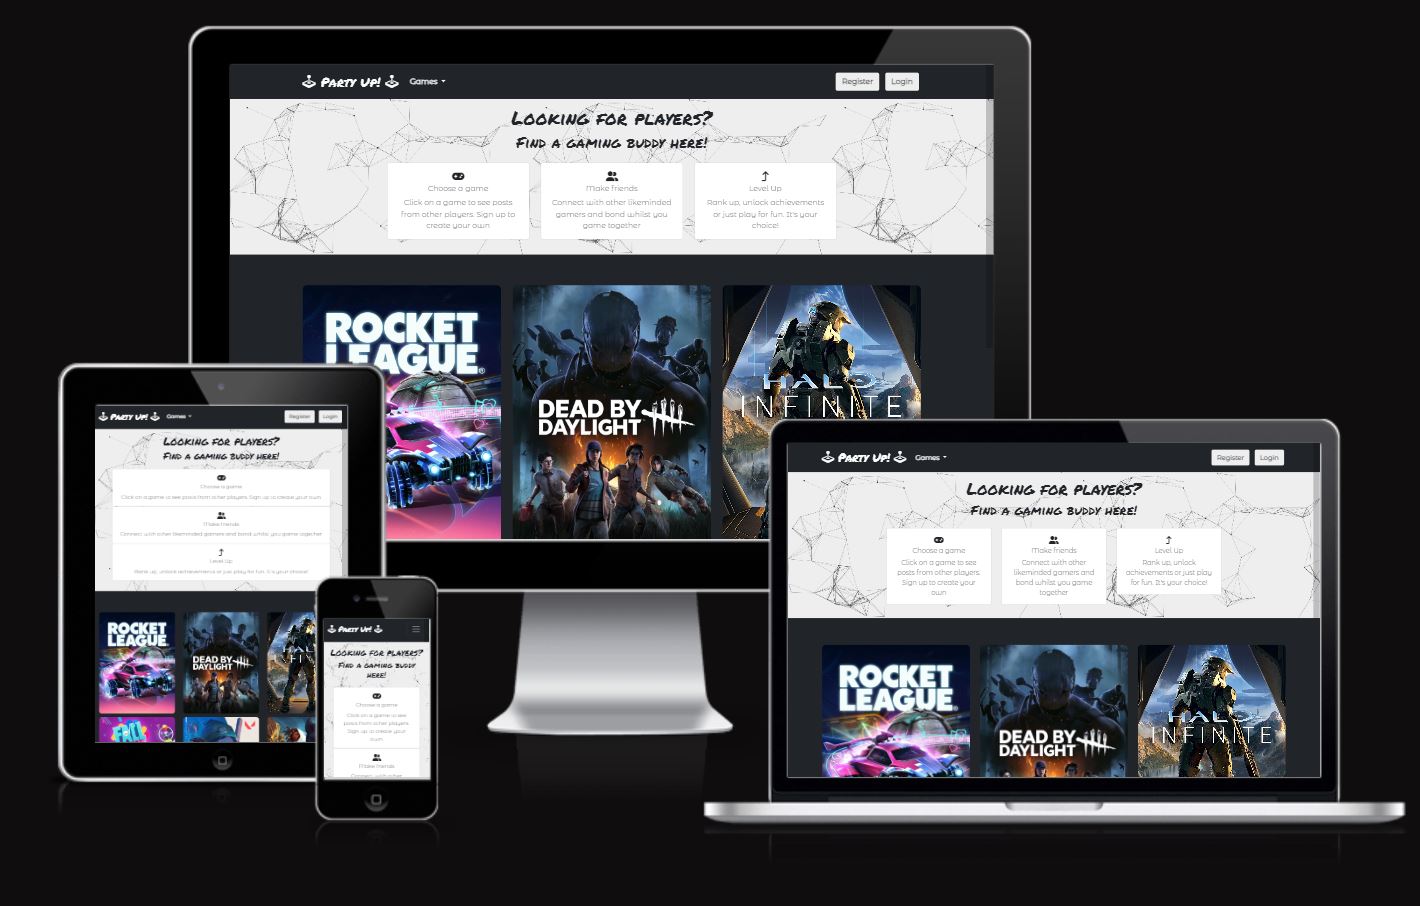 Party Up!
Games
Register
Login
Looking for players?
Find a gaming buddy here!
Choose a game
Click on a game to see posts
from other players. Sign up to
create your own
Make friends
Connect with other likeminded
gamers and bond whilst you
game together
Level Up
Rank up, unlock achievements
or just play for fun. It's your
choice!
ROCKET
LEAGUE
DEAD BY
DAYLIGHT
HALO
INFINITE
Party Up!
Games
Register
Login
Looking for players?
Find a gaming buddy here!
Choose a game
Click on a game to see posts from other players. Sign up to create your own
Make friends
Connect with other likeminded gamers and bond whilst you game together
Level Up
Rank up, unlock achievements or just play for fun. It's your choice!
ROCKET
LEAGUE
DEAD BY
DAYLIGHT
FALL
Party Up!
Looking for players?
Find a gaming buddy
here!
Choose a game
Click on a game to see
posts from other players.
Sign up to create your
own
Make friends
Connect with other
Party Up!
Games
Register
Login
Looking for players?
Find a gaming buddy here!
Choose a game
Click on a game to see
posts from other players.
Sign up to create your
own
Make friends
Connect with other
likeminded gamers and
bond whilst you game
together
Level Up
Rank up, unlock
achievements or just play
for fun. It's your choice!
ROCKET
LEAGUE
DEAD BY
DAYLIGHT
HALO
INFINITE